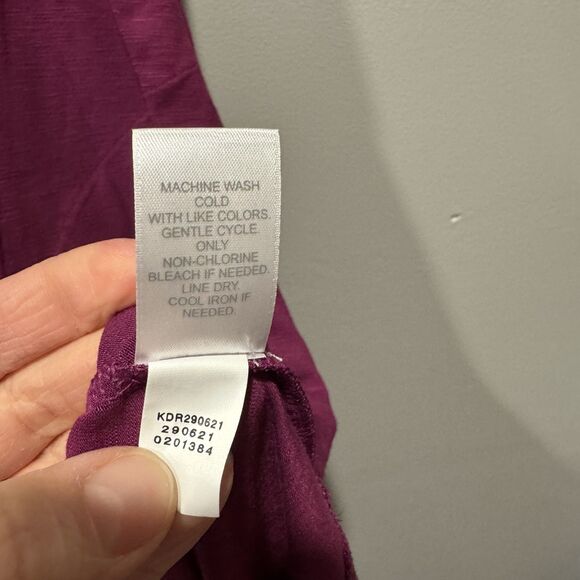 MACHINE WASH
COLD
WITH LIKE COLORS.
GENTLE CYCLE.
ONLY
NON-CHLORINE
BLEACH IF NEEDED.
LINE DRY.
COOL IRON IF
NEEDED.
KDR290621
290621
0201384